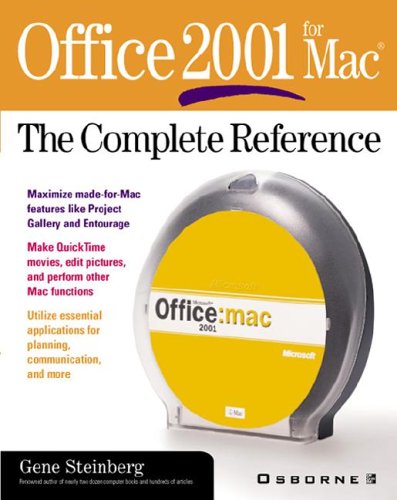 Office 2001 for Mac®
The Complete Reference
Maximize made-for-Mac
features like Project
Gallery and Entourage
Make QuickTime
movies, edit pictures,
and perform other
Mac functions
Utilize essential
applications for
planning,
communication,
and more
Microsoft
Microsoft
Office:mac
2001
Microsoft
Gene Steinberg
Renowned author of nearly two dozen computer books and hundreds of articles
OSBORNE